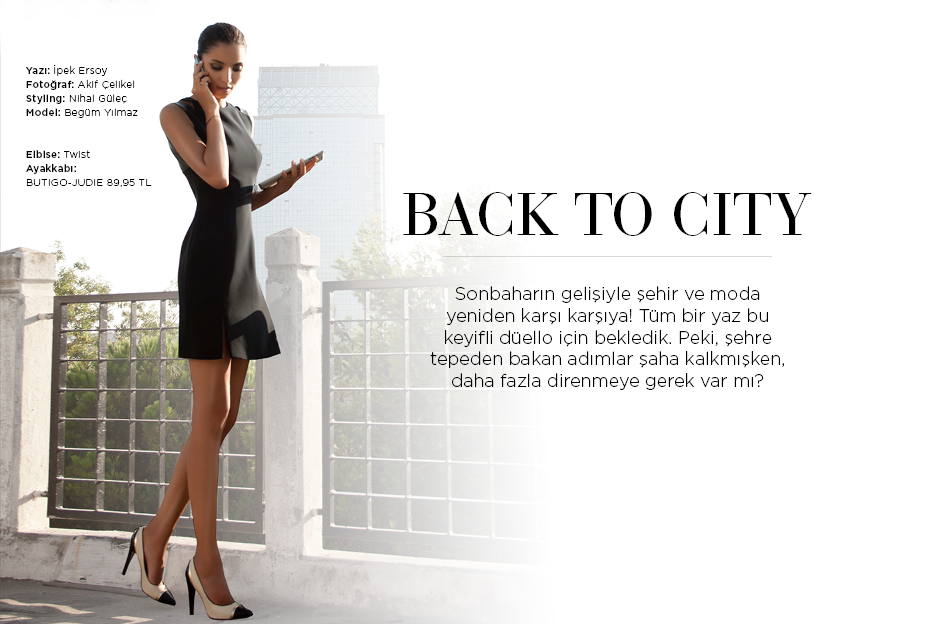 Yazı: İpek Ersoy
Fotoğraf: Akif Çelikel
Styling: Nihal Güleç
Model: Begüm Yılmaz
Elbise: Twist
Ayakkabı:
BUTIGO-JUDIE 89,95 TL
BACK TO CITY
Sonbaharın gelişiyle şehir ve moda
yeniden karşı karşıya! Tüm bir yaz bu
keyifli düello için bekledik. Peki, şehre
tepeden bakan adımlar şaha kalkmışken,
daha fazla direnmeye gerek var mı?